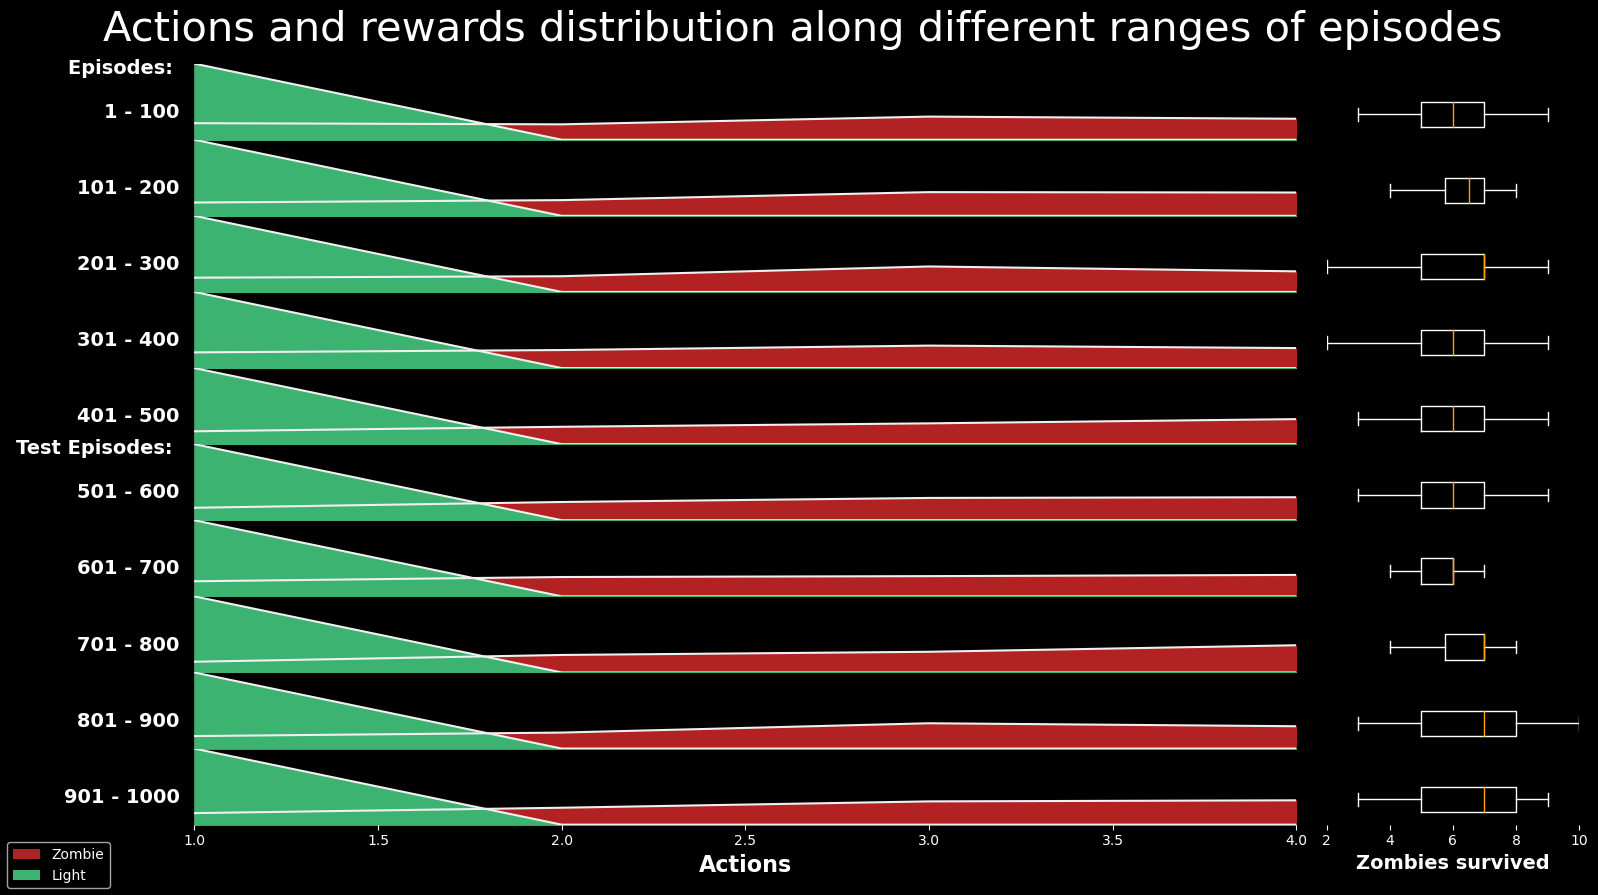 Actions and rewards distribution along different ranges of episodes
Episodes:
1 - 100
101 - 200
201 - 300
301 - 400
401 - 500
Test Episodes:
501 - 600
601 - 700
701 - 800
801 - 900
901 - 1000
1.0 1.5 2.0 2.5 3.0 3.5 4.0 2 4 6 8 10
Actions
Zombies survived
Zombie
Light